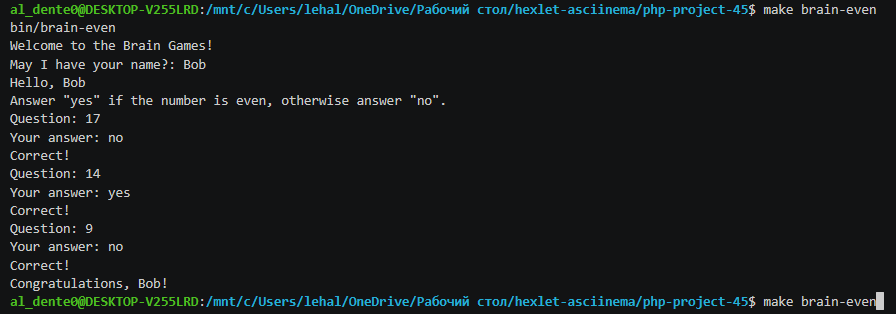 al_dente0@DESKTOP-V255LRD:/mnt/c/Users/lehal/OneDrive/Рабочий стол/hexlet-asciinema/php-project-45$ make brain-even
bin/brain-even
Welcome to the Brain Games!
May I have your name?: Bob
Hello, Bob
Answer "yes" if the number is even, otherwise answer "no".
Question: 17
Your answer: no
Correct!
Question: 14
Your answer: yes
Correct!
Question: 9
Your answer: no
Correct!
Congratulations, Bob!
al_dente0@DESKTOP-V255LRD:/mnt/c/Users/lehal/OneDrive/Рабочий стол/hexlet-asciinema/php-project-45$ make brain-even